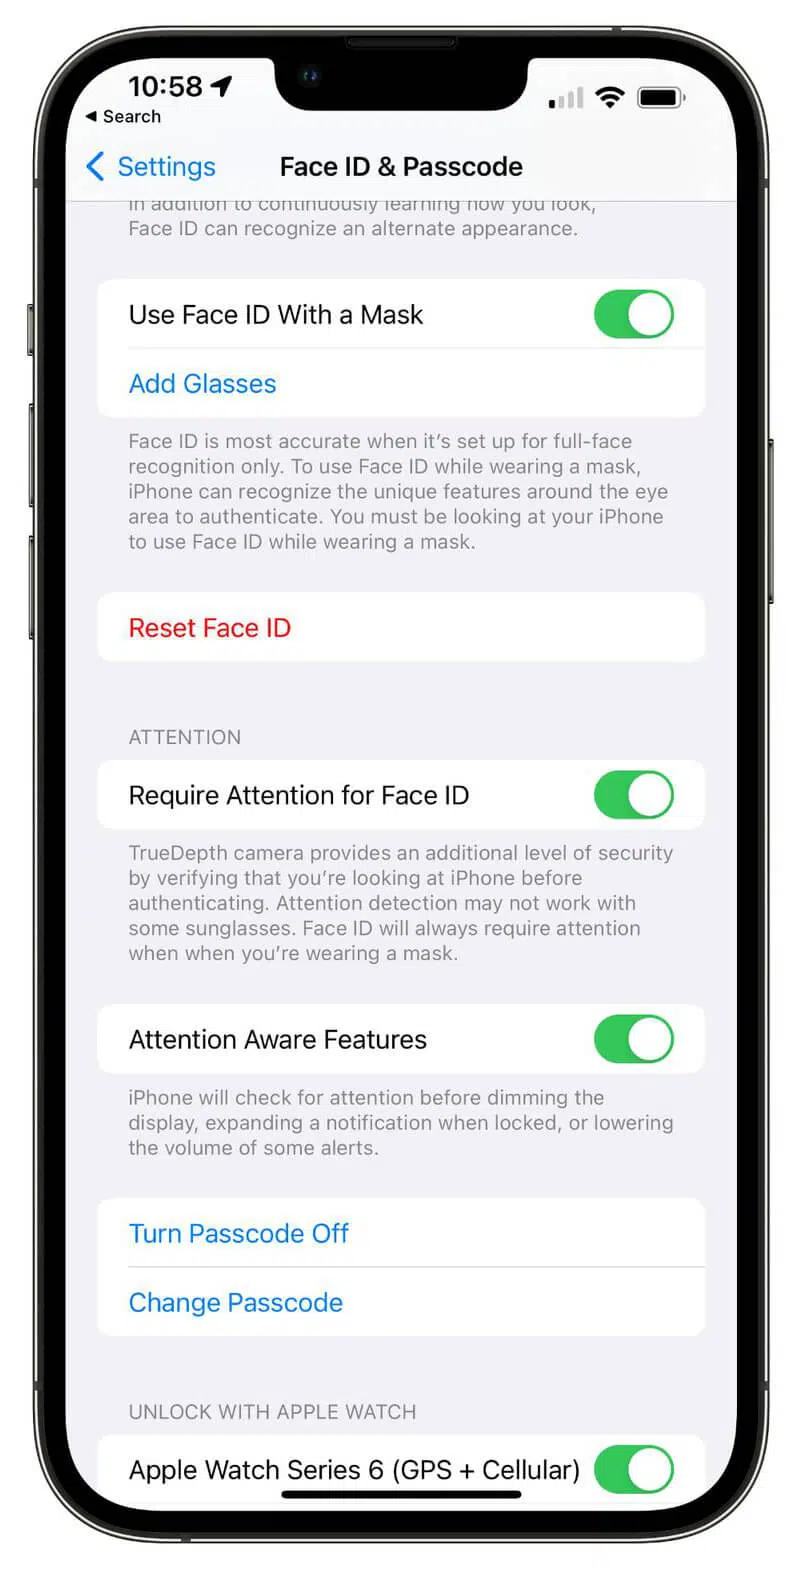 10:58
Search
Settings
Face ID & Passcode
In addition to continuously learning how you look,
Face ID can recognize an alternate appearance.
Use Face ID With a Mask
Add Glasses
Face ID is most accurate when it’s set up for full-face
recognition only. To use Face ID while wearing a mask,
iPhone can recognize the unique features around the eye
area to authenticate. You must be looking at your iPhone
to use Face ID while wearing a mask.
Reset Face ID
ATTENTION
Require Attention for Face ID
TrueDepth camera provides an additional level of security
by verifying that you’re looking at iPhone before
authenticating. Attention detection may not work with
some sunglasses. Face ID will always require attention
when when you’re wearing a mask.
Attention Aware Features
iPhone will check for attention before dimming the
display, expanding a notification when locked, or lowering
the volume of some alerts.
Turn Passcode Off
Change Passcode
UNLOCK WITH APPLE WATCH
Apple Watch Series 6 (GPS + Cellular)